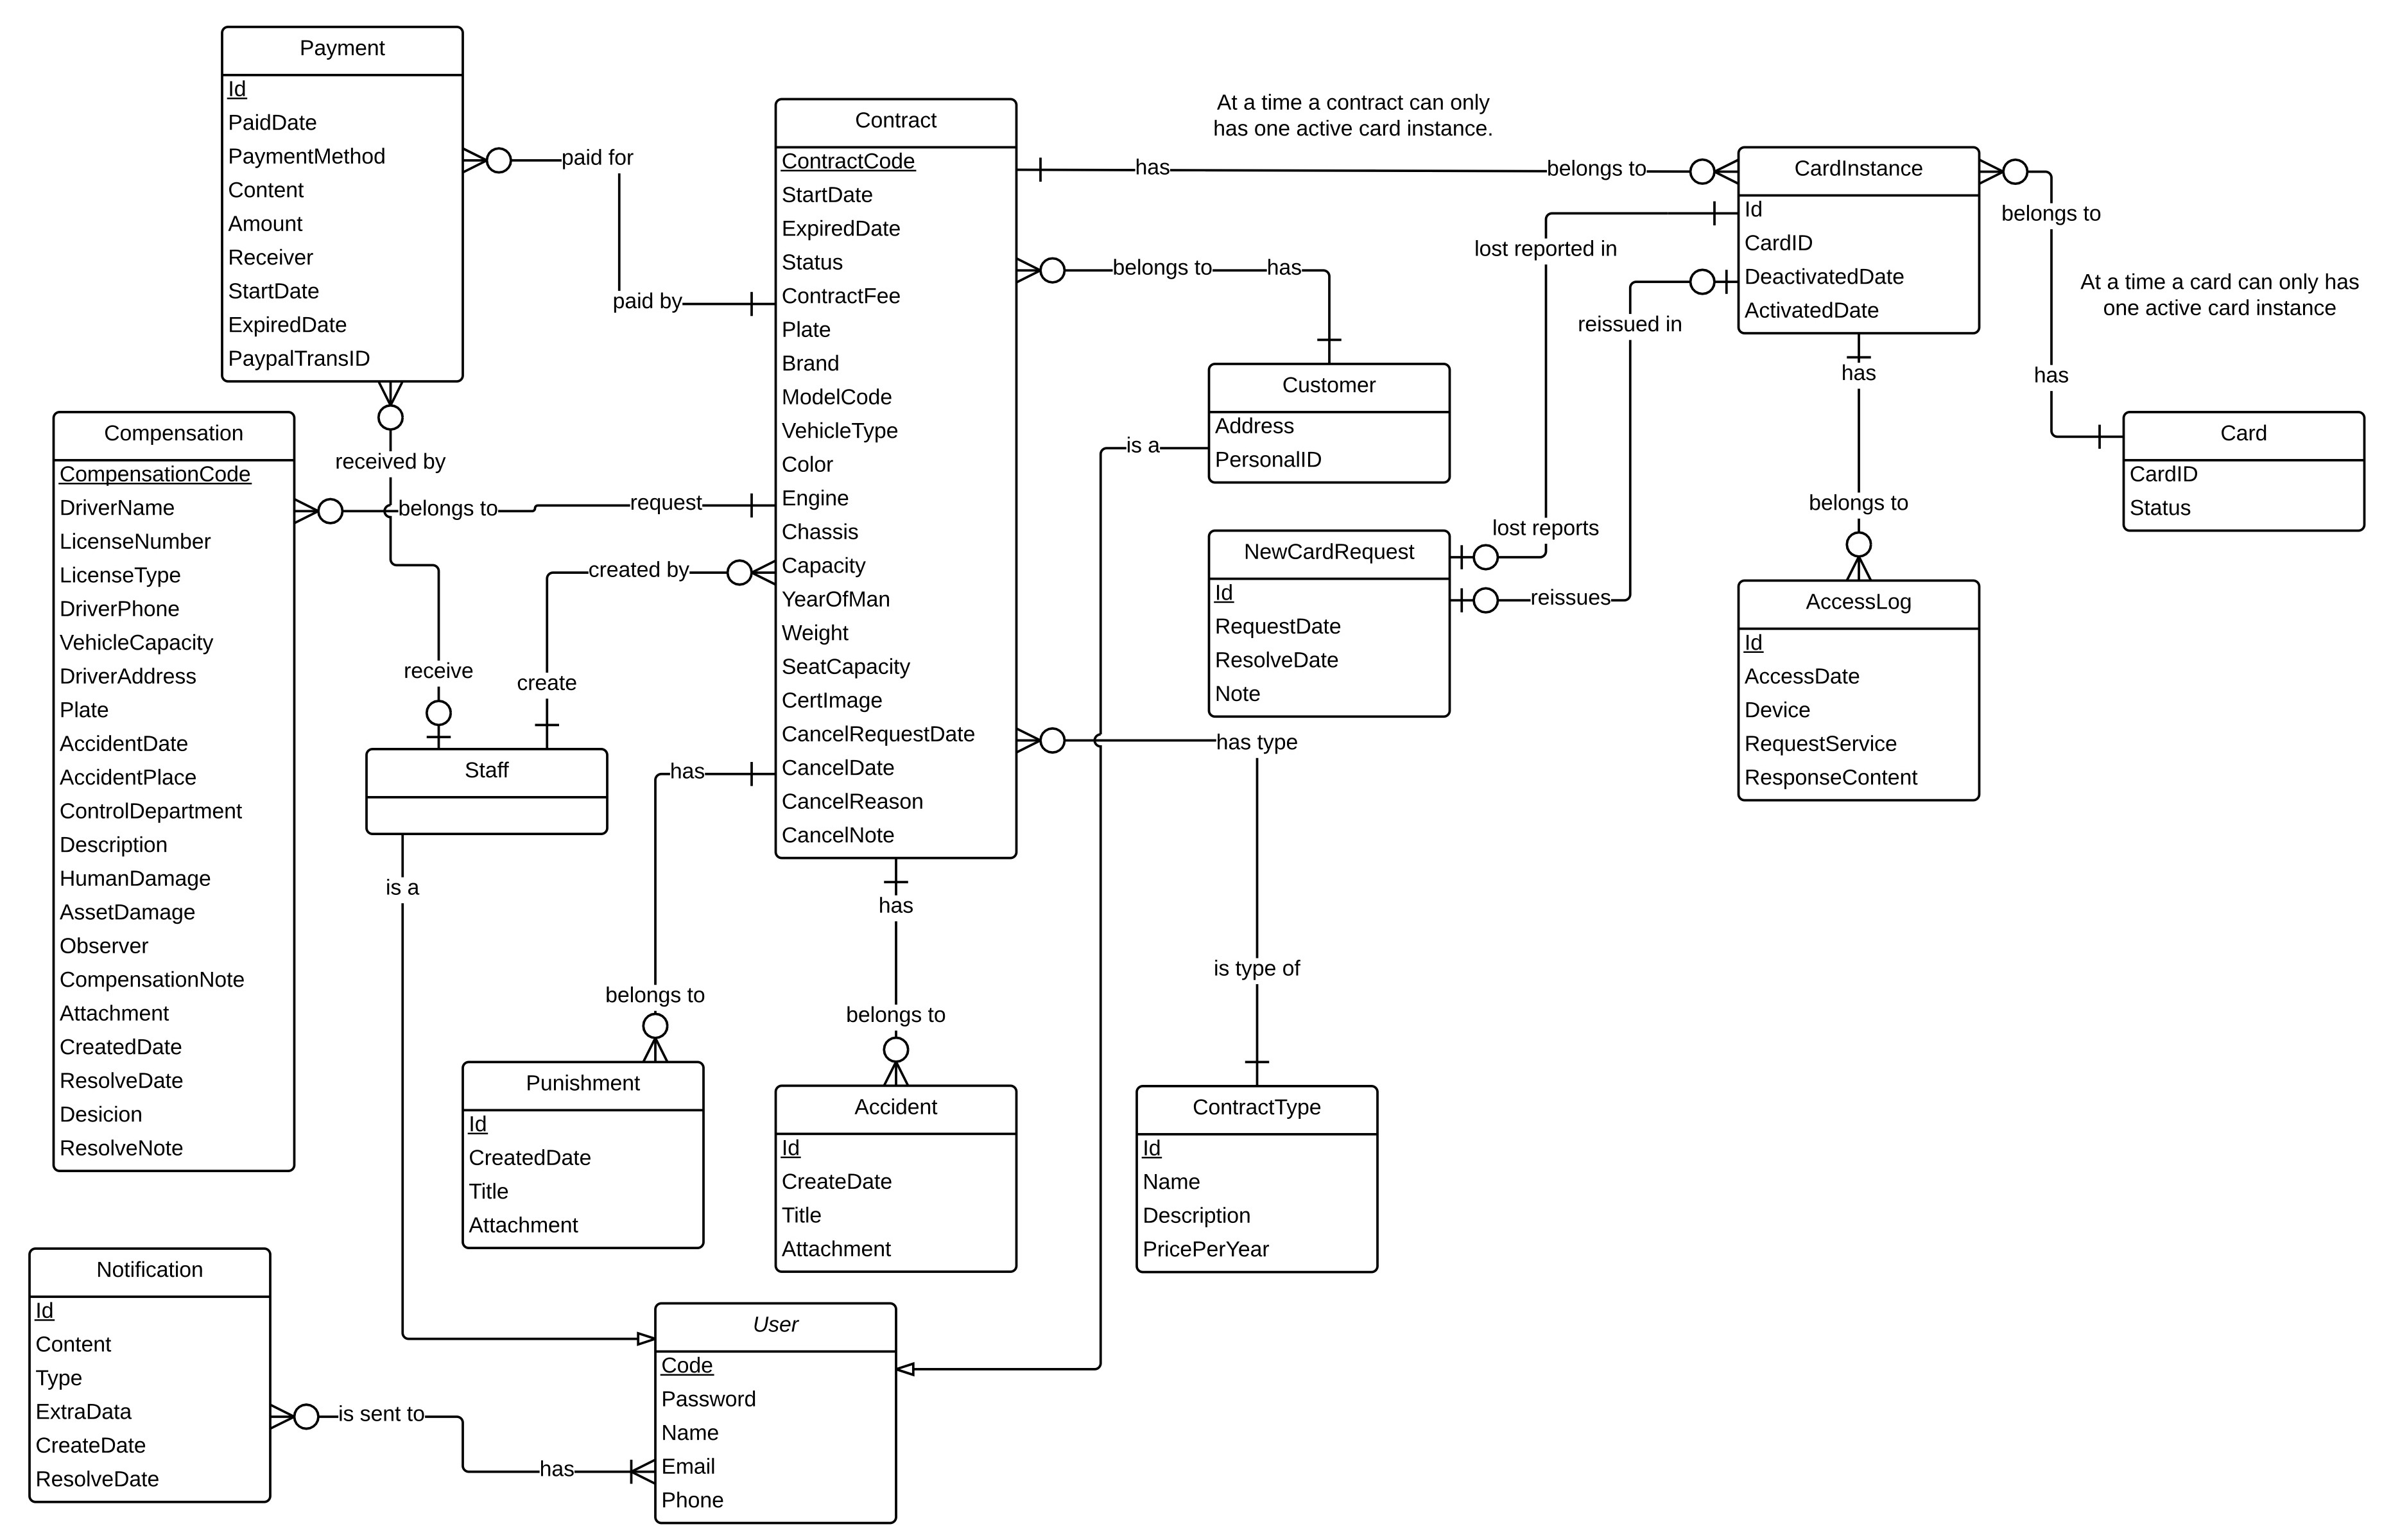 Payment
Id
PaidDate
PaymentMethod
Content
Amount
Receiver
StartDate
ExpiredDate
PaypalTransID
paid for
paid by
Contract
ContractCode
StartDate
ExpiredDate
Status
ContractFee
Plate
Brand
ModelCode
VehicleType
Color
Engine
Chassis
Capacity
YearOfMan
Weight
SeatCapacity
CertImage
CancelRequestDate
CancelDate
CancelReason
CancelNote
At a time a contract can only
has one active card instance.
has
belongs to
CardInstance
Id
CardID
DeactivatedDate
ActivatedDate
belongs to
At a time a card can only has
one active card instance
has
Card
CardID
Status
lost reported in
reissued in
belongs to
has
Customer
Address
PersonalID
is a
lost reports
reissues
NewCardRequest
Id
RequestDate
ResolveDate
Note
has
belongs to
AccessLog
Id
AccessDate
Device
RequestService
ResponseContent
Compensation
CompensationCode
DriverName
LicenseNumber
LicenseType
DriverPhone
VehicleCapacity
DriverAddress
Plate
AccidentDate
AccidentPlace
ControlDepartment
Description
HumanDamage
AssetDamage
Observer
CompensationNote
Attachment
CreatedDate
ResolveDate
Desicion
ResolveNote
received by
belongs to
request
created by
receive
create
Staff
is a
has
belongs to
has
belongs to
has type
is type of
Punishment
Id
CreatedDate
Title
Attachment
Accident
Id
CreateDate
Title
Attachment
ContractType
Id
Name
Description
PricePerYear
Notification
Id
Content
Type
ExtraData
CreateDate
ResolveDate
is sent to
has
User
Code
Password
Name
Email
Phone